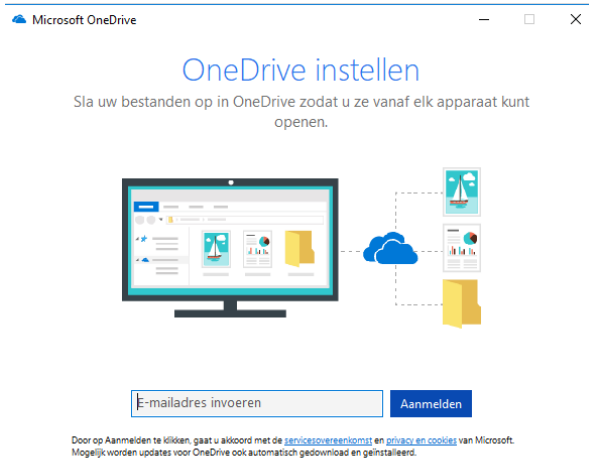 Microsoft OneDrive
OneDrive instellen
Sla uw bestanden op in OneDrive zodat u ze vanaf elk apparaat kunt
openen.
E-mailadres invoeren
Aanmelden
Door op Aanmelden te klikken, gaat u akkoord met de servicesovereenkomst en privacy en cookies van Microsoft.
Mogelijk worden updates voor OneDrive ook automatisch gedownload en geïnstalleerd.